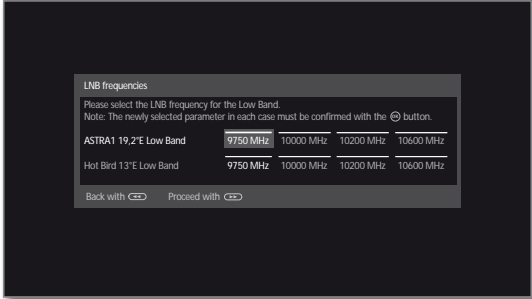 LNB frequencies
Please select the LNB frequency for the Low Band.
Note: The newly selected parameter in each case must be confirmed with the OK button.
ASTRA1 19,2°E Low Band 9750 MHz 10000 MHz 10200 MHz 10600 MHz
Hot Bird 13°E Low Band 9750 MHz 10000 MHz 10200 MHz 10600 MHz
Back with ◄◄ Proceed with ►►